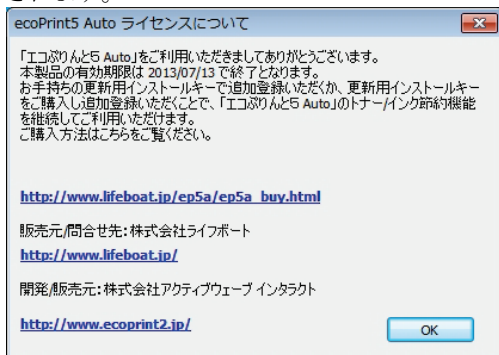 ecoPrint5 Auto ライセンスについて
「エコぷりんと5 Auto」をご利用いただきましてありがとうございます。
本製品の有効期限は 2013/07/13 で終了となります。
お手持ちの更新用インストールキーで追加登録いただくか、更新用インストールキー
をご購入し追加登録いただくことで、「エコぷりんと5 Auto」のトナー/インク節約機能
を継続してご利用いただけます。
ご購入方法はこちらをご覧ください。
http://www.lifeboat.jp/ep5a/ep5a_buy.html
販売元/問合せ先：株式会社ライフボート
http://www.lifeboat.jp/
開発/販売元：株式会社アクティブウェーブ インタラクト
http://www.ecoprint2.jp/
OK